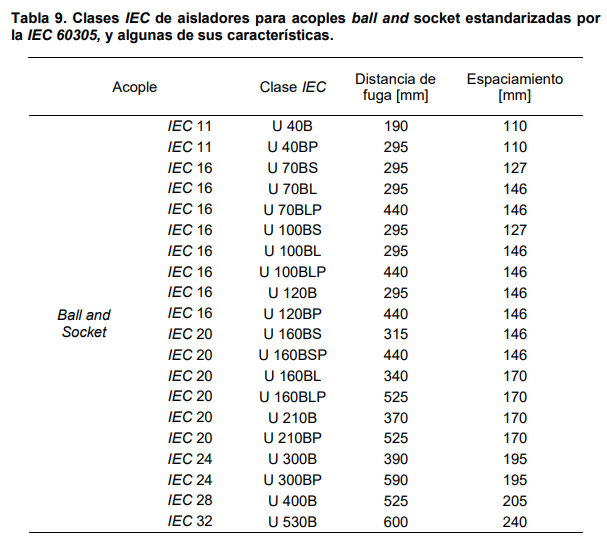 Tabla 9. Clases IEC de aisladores para acoples ball and socket estandarizadas por
la IEC 60305, y algunas de sus características.
Acople Clase IEC Distancia de fuga [mm] Espaciamiento [mm]
IEC 11 U 40B 190 110
IEC 11 U 40BP 295 110
IEC 16 U 70BS 295 127
IEC 16 U 70BL 295 146
IEC 16 U 70BLP 440 146
IEC 16 U 100BS 295 127
IEC 16 U 100BL 295 146
IEC 16 U 100BLP 440 146
IEC 16 U 120B 295 146
Ball and Socket
IEC 16 U 120BP 440 146
IEC 20 U 160BS 315 146
IEC 20 U 160BSP 440 146
IEC 20 U 160BL 340 170
IEC 20 U 160BLP 525 170
IEC 20 U 210B 370 170
IEC 20 U 210BP 525 170
IEC 24 U 300B 390 195
IEC 24 U 300BP 590 195
IEC 28 U 400B 525 205
IEC 32 U 530B 600 240